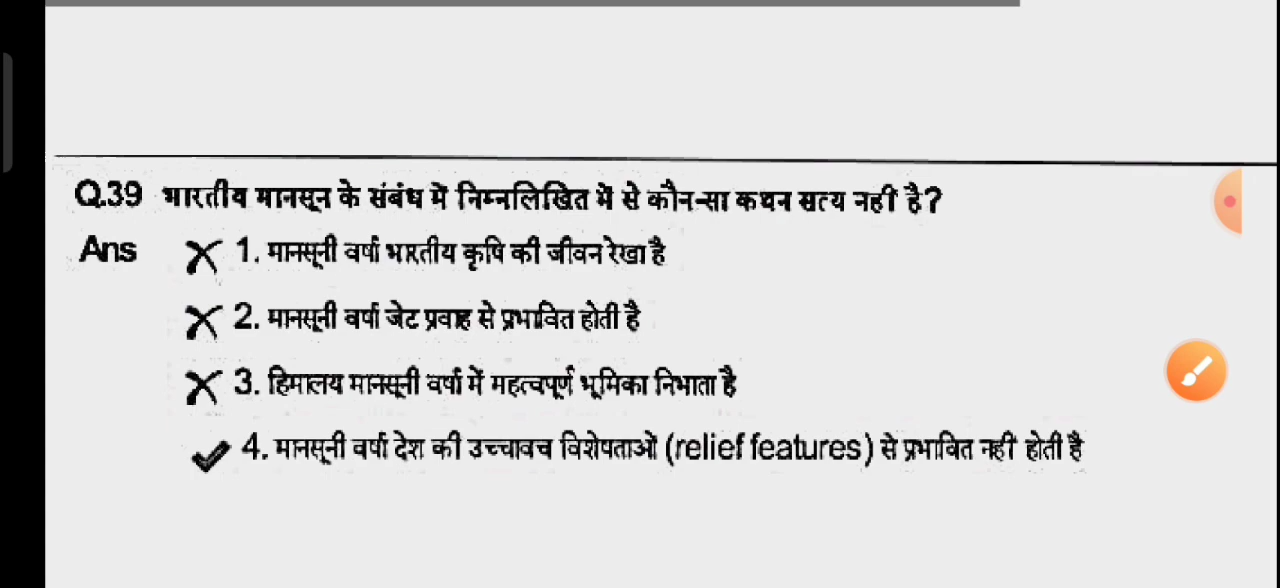 Q.39 भारतीय मानसून के संबंध में निम्नलिखित में से कौन-सा कथन सत्य नहीं है?
Ans 1. मानसूनी वर्षा भारतीय कृषि की जीवन रेखा है
2. मानसूनी वर्षा जेट प्रवाह से प्रभावित होती है
3. हिमालय मानसूनी वर्षा में महत्वपूर्ण भूमिका निभाता है
4. मानसूनी वर्षा देश की उच्चावच विशेषताओं (relief features) से प्रभावित नहीं होती है